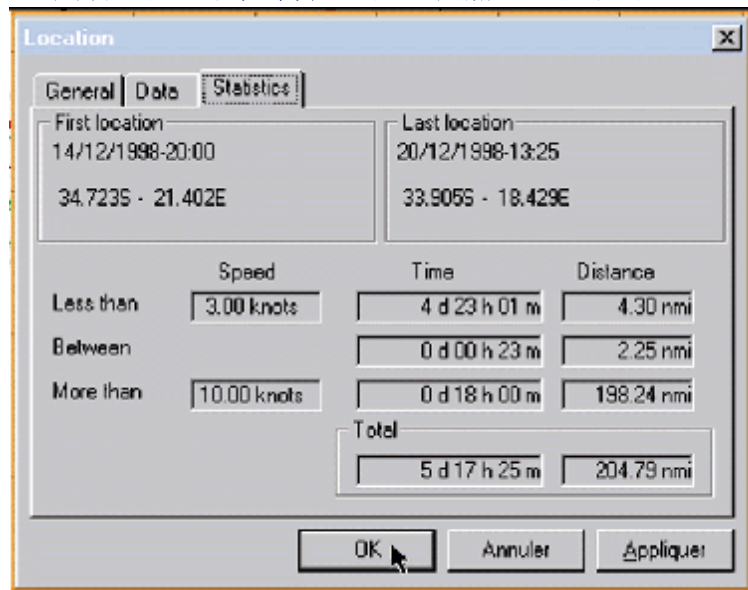 Location
General Data Statistics
First location
14/12/1998-20:00
34.723S - 21.402E
Last location
20/12/1998-13:25
33.905S - 18.429E
Speed Time Distance
Less than 3.00 knots 4 d 23 h 01 m 4.30 nmi
Between 0 d 00 h 23 m 2.25 nmi
More than 10.00 knots 0 d 18 h 00 m 198.24 nmi
Total
5 d 17 h 25 m 204.79 nmi
OK Annuler Appliquer